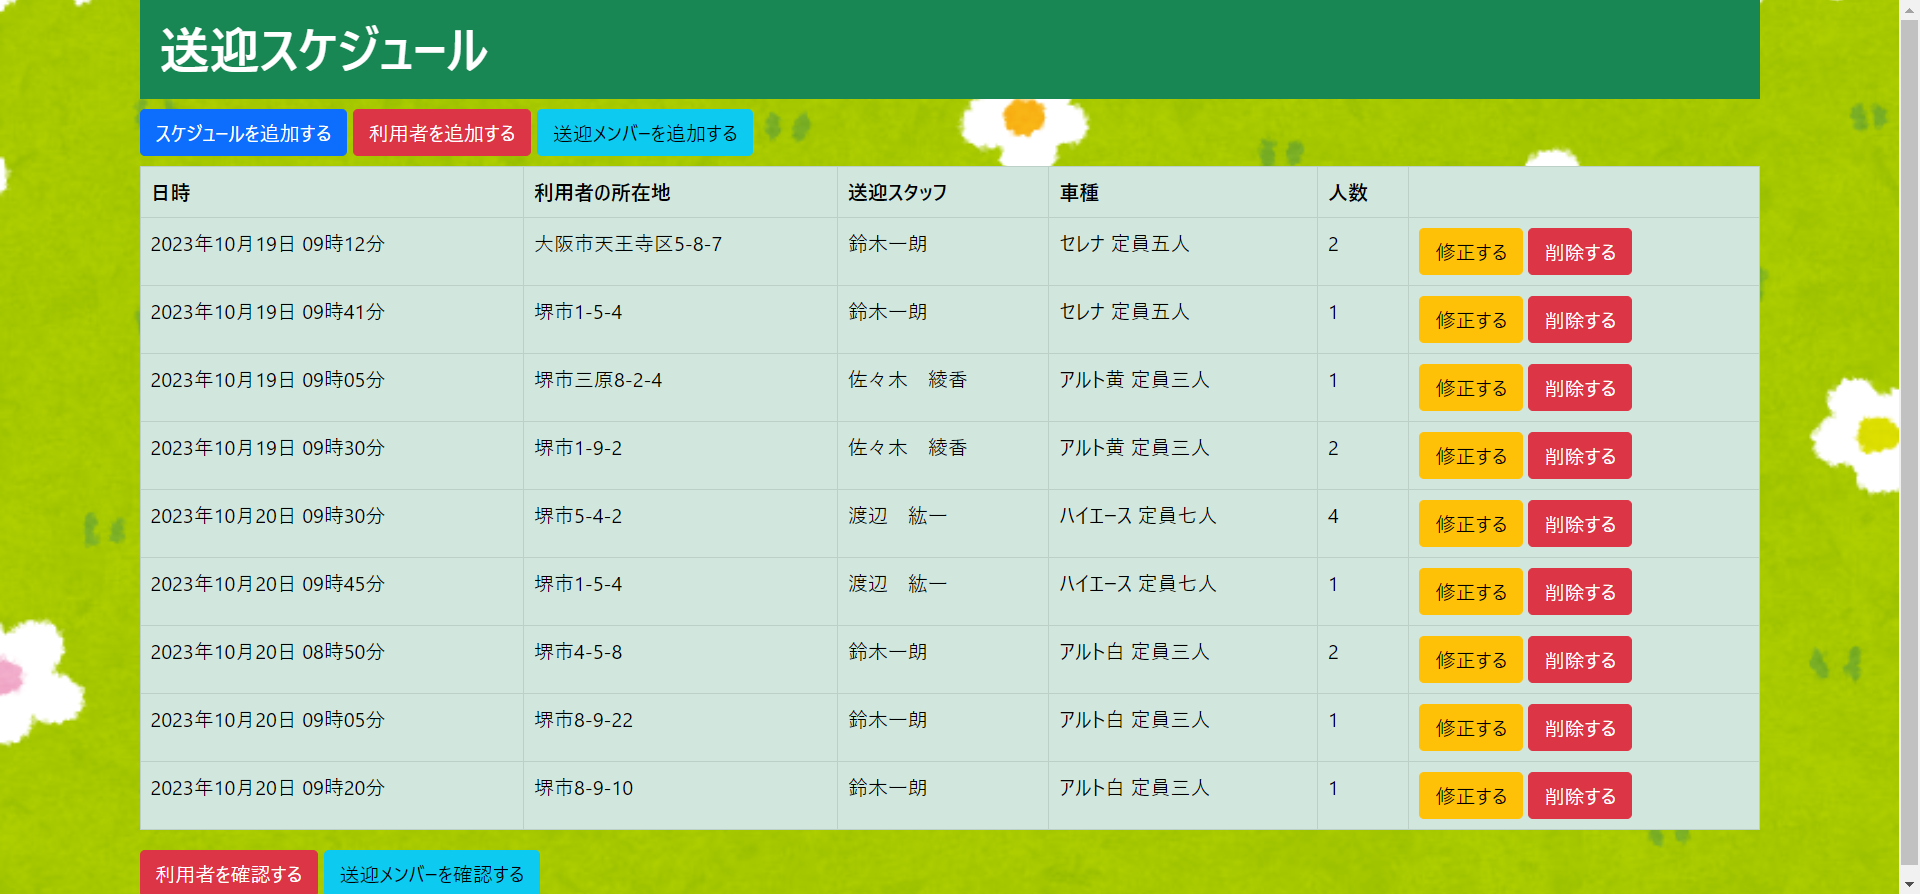 送迎スケジュール
スケジュールを追加する 利用者を追加する 送迎メンバーを追加する
日時 利用者の所在地 送迎スタッフ 車種 人数
2023年10月19日 09時12分 大阪市天王寺区5-8-7 鈴木一朗 セレナ 定員五人 2 修正する 削除する
2023年10月19日 09時41分 堺市1-5-4 鈴木一朗 セレナ 定員五人 1 修正する 削除する
2023年10月19日 09時05分 堺市三原8-2-4 佐々木　綾香 アルト黄 定員三人 1 修正する 削除する
2023年10月19日 09時30分 堺市1-9-2 佐々木　綾香 アルト黄 定員三人 2 修正する 削除する
2023年10月20日 09時30分 堺市5-4-2 渡辺　紘一 ハイエース 定員七人 4 修正する 削除する
2023年10月20日 09時45分 堺市1-5-4 渡辺　紘一 ハイエース 定員七人 1 修正する 削除する
2023年10月20日 08時50分 堺市4-5-8 鈴木一朗 アルト白 定員三人 2 修正する 削除する
2023年10月20日 09時05分 堺市8-9-22 鈴木一朗 アルト白 定員三人 1 修正する 削除する
2023年10月20日 09時20分 堺市8-9-10 鈴木一朗 アルト白 定員三人 1 修正する 削除する
利用者を確認する 送迎メンバーを確認する